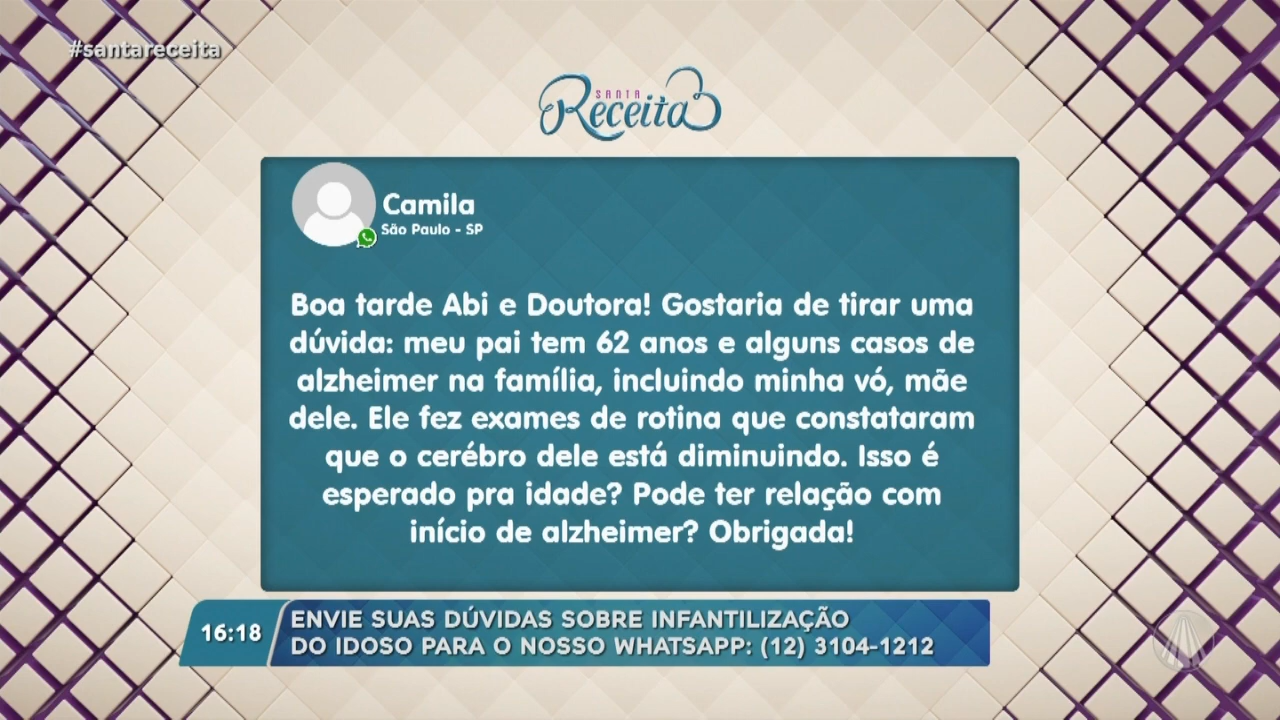 #santareceita
SANTA
Receita
Camila
São Paulo - SP
Boa tarde Abi e Doutora! Gostaria de tirar uma
dúvida: meu pai tem 62 anos e alguns casos de
alzheimer na família, incluindo minha vó, mãe
dele. Ele fez exames de rotina que constataram
que o cerébro dele está diminuindo. Isso é
esperado pra idade? Pode ter relação com
início de alzheimer? Obrigada!
16:18
ENVIE SUAS DÚVIDAS SOBRE INFANTILIZAÇÃO
DO IDOSO PARA O NOSSO WHATSAPP: (12) 3104-1212